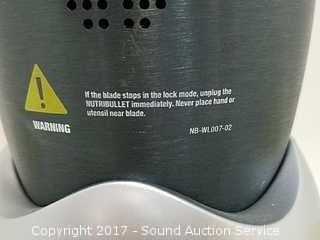 If the blade stops in the lock mode, unplug the
NUTRIBULLET immediately. Never place hand or
utensil near blade.
WARNING
NB-WL007-02
Copyright 2017 - Sound Auction Service